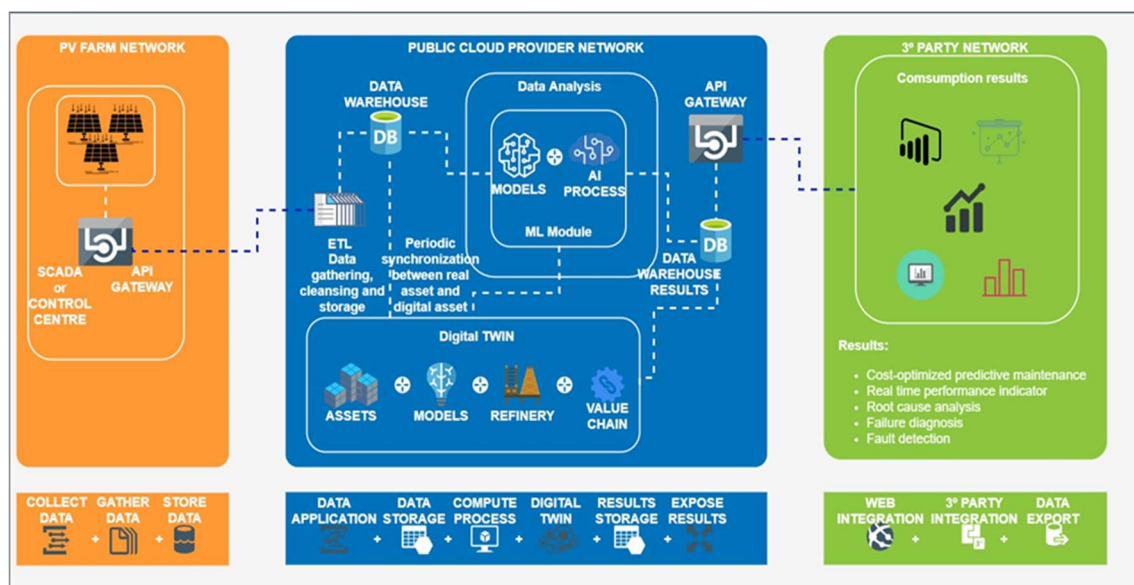 PV FARM NETWORK
SCADA
or
CONTROL
CENTRE
API
GATEWAY
PUBLIC CLOUD PROVIDER NETWORK
DATA
WAREHOUSE
DB
ETL
Data
gathering,
cleansing and
storage
Periodic
synchronization
between real
asset and
digital asset
Data Analysis
MODELS
AI
PROCESS
ML Module
API
GATEWAY
DB
DATA
WAREHOUSE
RESULTS
Digital TWIN
ASSETS
MODELS
REFINERY
VALUE
CHAIN
3º PARTY NETWORK
Comsumption results
Results:
• Cost-optimized predictive maintenance
• Real time performance indicator
• Root cause analysis
• Failure diagnosis
• Fault detection
COLLECT
DATA
+
GATHER
DATA
+
STORE
DATA
DATA
APPLICATION
+
DATA
STORAGE
+
COMPUTE
PROCESS
+
DIGITAL
TWIN
+
RESULTS
STORAGE
+
EXPOSE
RESULTS
WEB
INTEGRATION
+
3º PARTY
INTEGRATION
+
DATA
EXPORT